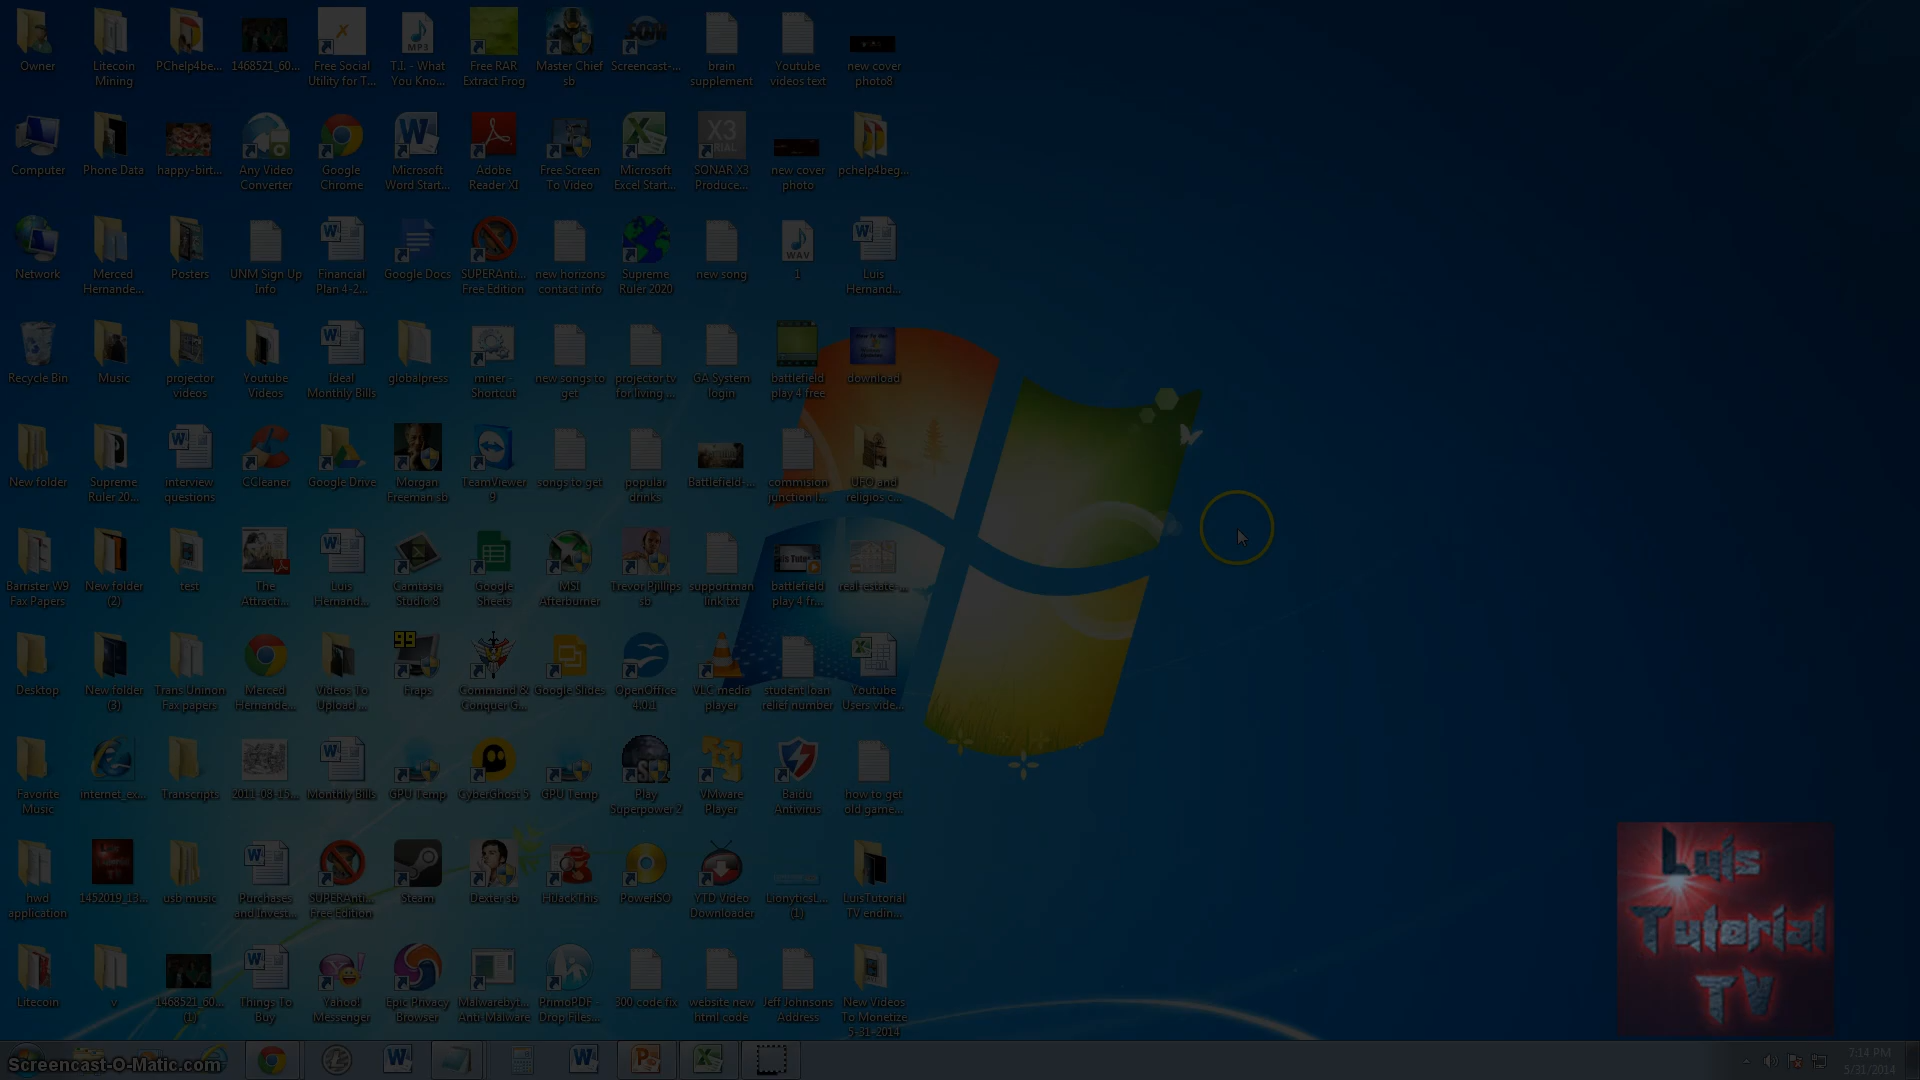 Owner
Litecoin
Mining
PChelp4be...
1468521_60...
Free Social
Utility for T...
MP3
T.I. - What
You Kno...
Free RAR
Extract Frog
Master Chief
sb
Screencast-...
brain
supplement
Youtube
videos text
new cover
photo8
Computer
Phone Data
happy-birt...
Any Video
Converter
Google
Chrome
Microsoft
Word Start...
Adobe
Reader XI
Free Screen
To Video
Microsoft
Excel Start...
X3
SONAR X3
Produce...
new cover
photo
pchelp4beg...
Network
Merced
Hernande...
Posters
UNM Sign Up
Info
Financial
Plan 4-2...
Google Docs
SUPERAnti...
Free Edition
new horizons
contact info
Supreme
Ruler 2020
new song
WAV
1
Luis
Hernand...
Recycle Bin
Music
projector
videos
Youtube
Videos
Ideal
Monthly Bills
globalpress
miner -
Shortcut
new songs to
get
projector tv
for living ...
GA System
login
battlefield
play 4 free
download
New folder
Supreme
Ruler 20...
interview
questions
CCleaner
Google Drive
Morgan
Freeman sb
TeamViewer
9
songs to get
popular
drinks
Battlefield-...
commision
junction l...
UFO and
religios c...
Barrister W9
Fax Papers
New folder
(2)
test
The
Attracti...
Luis
Hernand...
Camtasia
Studio 8
Google
Sheets
MSI
Afterburner
Trevor Pjillips
sb
supportman
link txt
battlefield
play 4 fr...
real-estate-...
Desktop
New folder
(3)
Trans Uninon
Fax papers
Merced
Hernande...
Videos To
Upload ...
99
Fraps
Command &
Conquer G...
Google Slides
OpenOffice
4.0.1
VLC media
player
student loan
relief number
Youtube
Users vide...
Favorite
Music
internet_ex...
Transcripts
2011-08-15...
Monthly Bills
GPU Temp
CyberGhost 5
GPU Temp
Play
Superpower 2
VMware
Player
Baidu
Antivirus
how to get
old game...
hwd
application
1452019_13...
usb music
Purchases
and Invest...
SUPERAnti...
Free Edition
Steam
Dexter sb
HiJackThis
PowerISO
YTD Video
Downloader
LionyticsL...
(1)
LuisTutorial
TV endin...
Litecoin
v
1468521_60...
(1)
Things To
Buy
Yahoo!
Messenger
Epic Privacy
Browser
Malwarebyt...
Anti-Malware
PrimoPDF -
Drop Files...
300 code fix
website new
html code
Jeff Johnsons
Address
New Videos
To Monetize
5-31-2014
Luis
Tutorial
TV
Screencast-O-Matic.com
7:14 PM
5/31/2014